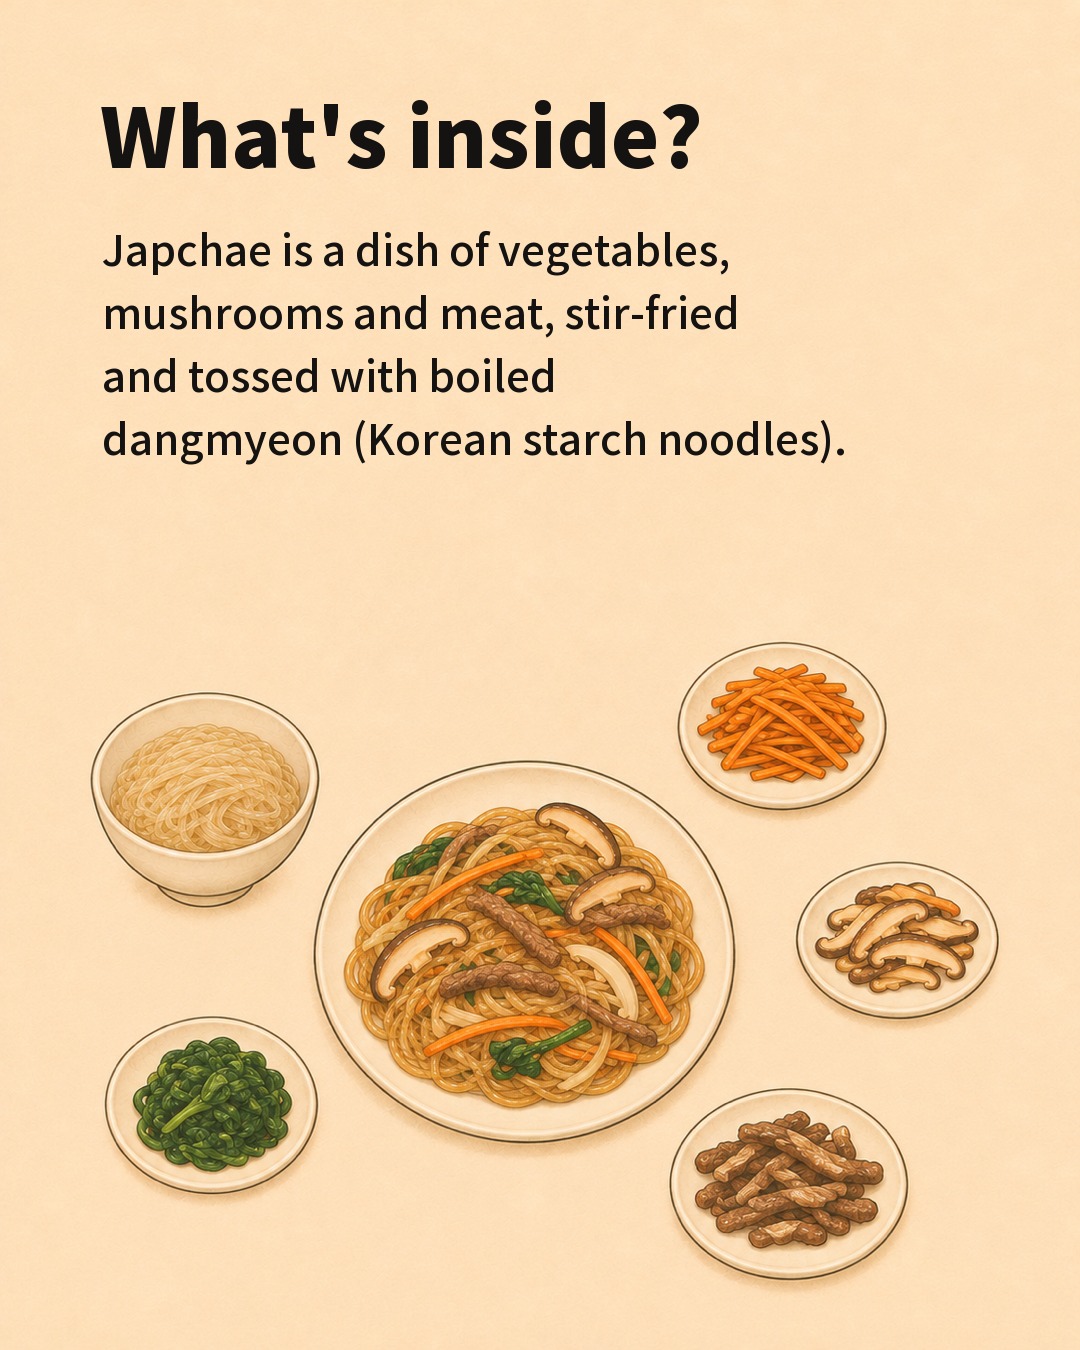 What's inside?
Japchae is a dish of vegetables,
mushrooms and meat, stir-fried
and tossed with boiled
dangmyeon (Korean starch noodles).